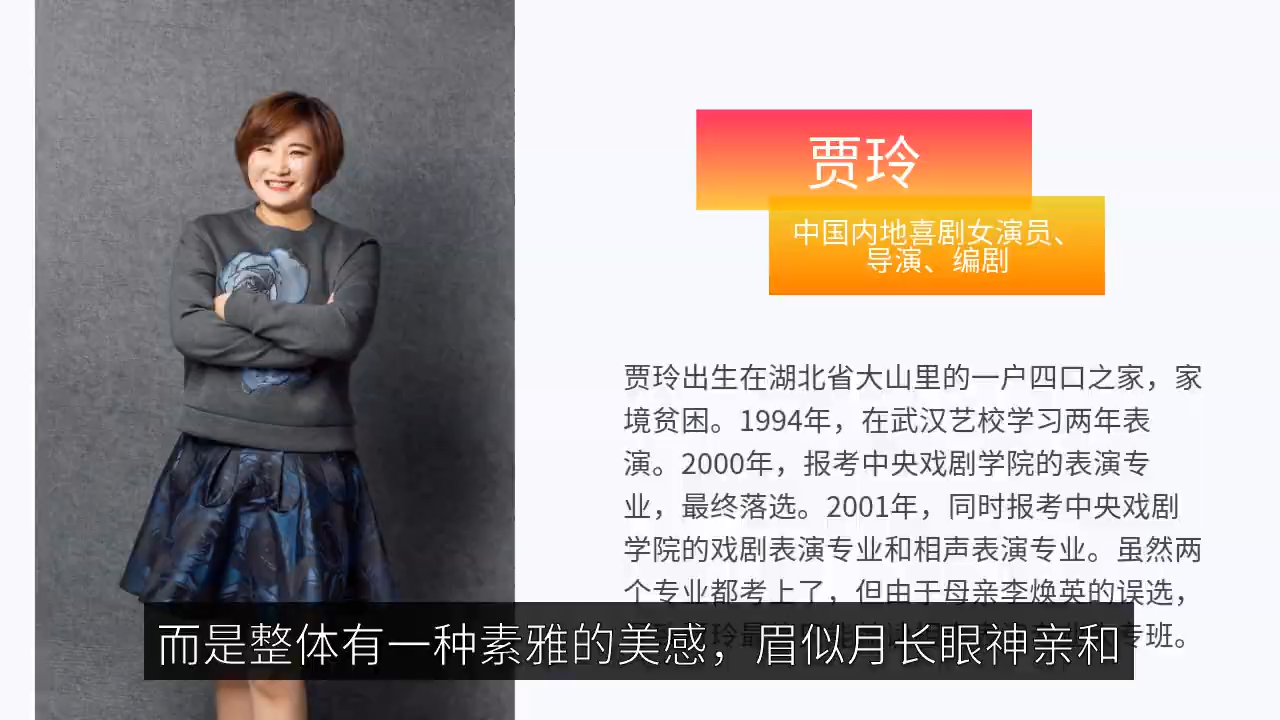 贾玲
中国内地喜剧女演员、
导演、编剧
贾玲出生在湖北省大山里的一户四口之家，家
境贫困。1994年，在武汉艺校学习两年表
演。2000年，报考中央戏剧学院的表演专
业，最终落选。2001年，同时报考中央戏剧
学院的戏剧表演专业和相声表演专业。虽然两
个专业都考上了，但由于母亲李焕英的误选，
专班。
而是整体有一种素雅的美感，眉似月长眼神亲和